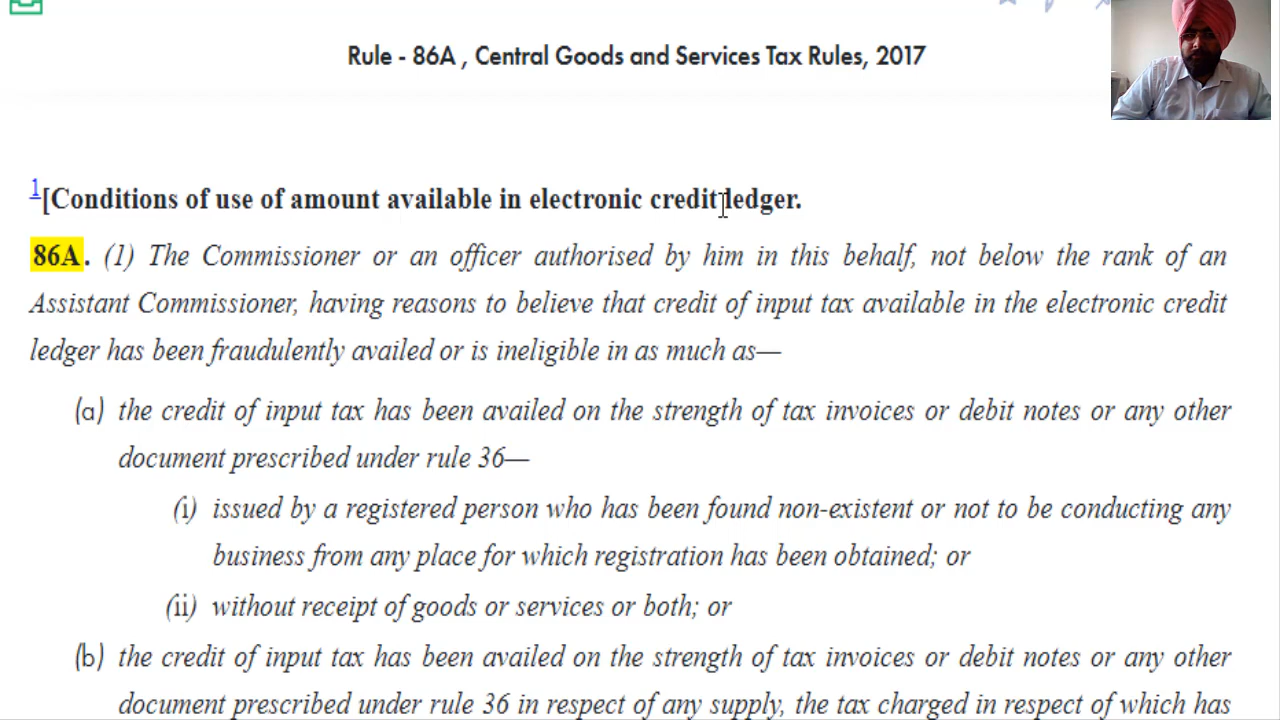 Rule - 86A , Central Goods and Services Tax Rules, 2017
1[Conditions of use of amount available in electronic credit ledger.
86A. (1) The Commissioner or an officer authorised by him in this behalf, not below the rank of an
Assistant Commissioner, having reasons to believe that credit of input tax available in the electronic credit
ledger has been fraudulently availed or is ineligible in as much as—
(a) the credit of input tax has been availed on the strength of tax invoices or debit notes or any other
document prescribed under rule 36—
(i) issued by a registered person who has been found non-existent or not to be conducting any
business from any place for which registration has been obtained; or
(ii) without receipt of goods or services or both; or
(b) the credit of input tax has been availed on the strength of tax invoices or debit notes or any other
document prescribed under rule 36 in respect of any supply, the tax charged in respect of which has